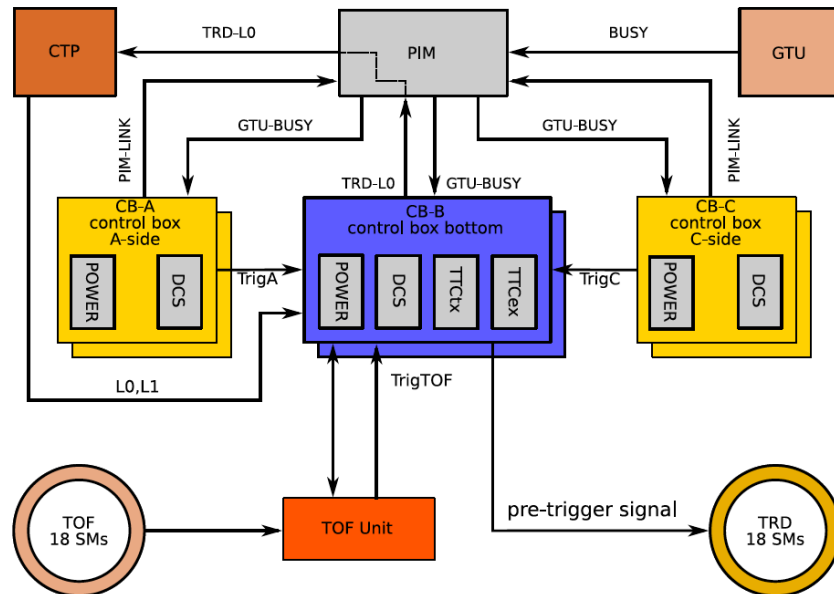 CTP
TRD-L0
PIM
BUSY
GTU
PIM-LINK
GTU-BUSY
GTU-BUSY
PIM-LINK
TRD-L0
GTU-BUSY
CB-A
control box
A-side
POWER
DCS
TrigA
CB-B
control box bottom
POWER
DCS
TTCtx
TTCex
TrigC
CB-C
control box
C-side
POWER
DCS
L0,L1
TrigTOF
TOF
18 SMs
TOF Unit
pre-trigger signal
TRD
18 SMs